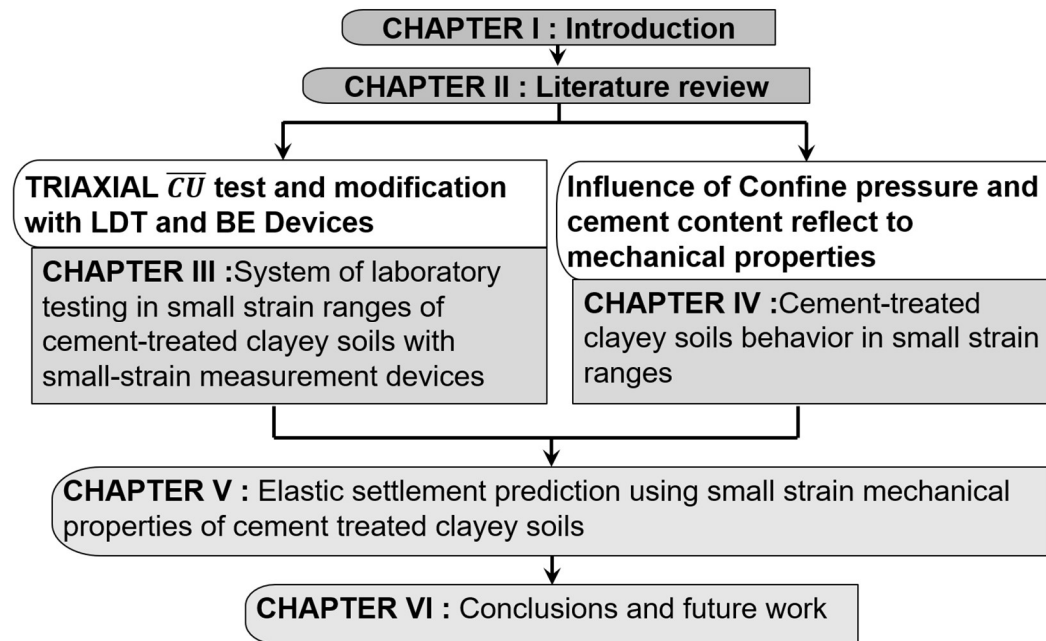 CHAPTER I : Introduction
CHAPTER II : Literature review
TRIAXIAL C̅U̅ test and modification
with LDT and BE Devices
CHAPTER III :System of laboratory
testing in small strain ranges of
cement-treated clayey soils with
small-strain measurement devices
Influence of Confine pressure and
cement content reflect to
mechanical properties
CHAPTER IV :Cement-treated
clayey soils behavior in small strain
ranges
CHAPTER V : Elastic settlement prediction using small strain mechanical
properties of cement treated clayey soils
CHAPTER VI : Conclusions and future work